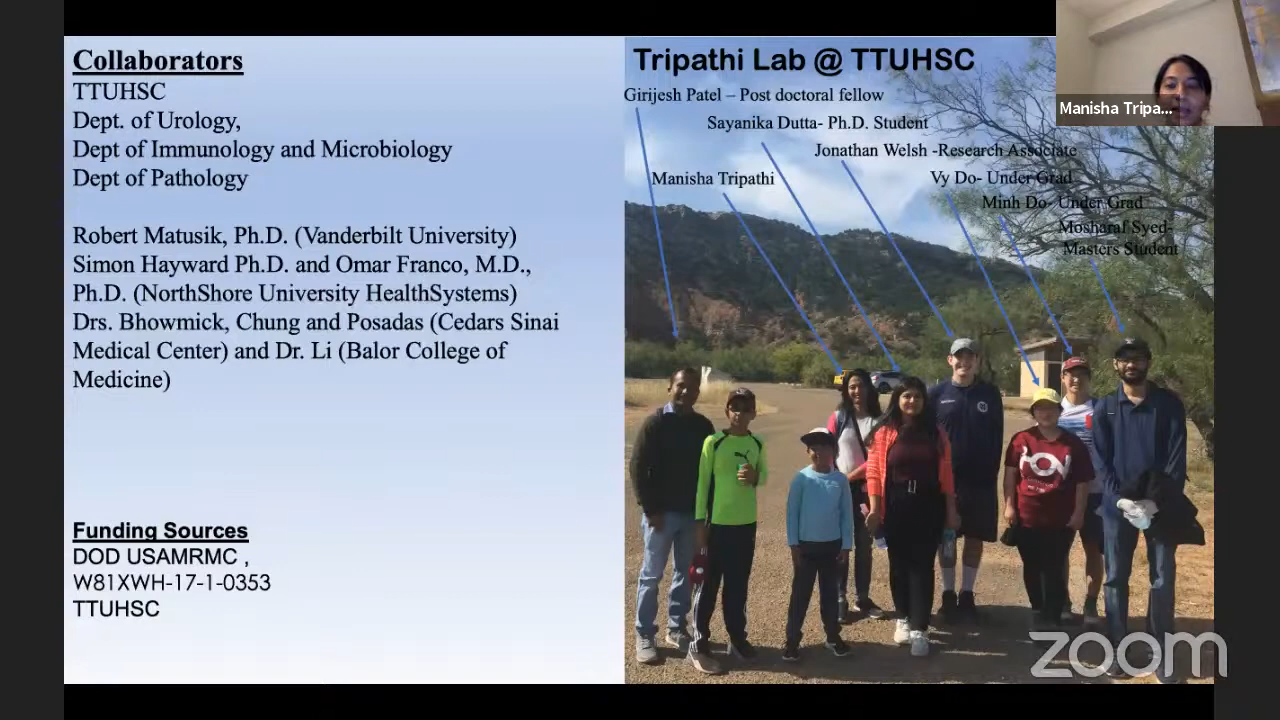 Collaborators
TTUHSC
Dept. of Urology,
Dept of Immunology and Microbiology
Dept of Pathology
Robert Matusik, Ph.D. (Vanderbilt University)
Simon Hayward Ph.D. and Omar Franco, M.D.,
Ph.D. (NorthShore University HealthSystems)
Drs. Bhowmick, Chung and Posadas (Cedars Sinai
Medical Center) and Dr. Li (Balor College of
Medicine)
Funding Sources
DOD USAMRMC ,
W81XWH-17-1-0353
TTUHSC
Tripathi Lab @ TTUHSC
Girijesh Patel – Post doctoral fellow
Sayanika Dutta- Ph.D. Student
Jonathan Welsh -Research Associate
Manisha Tripathi
Vy Do- Under Grad
Minh Do- Under Grad
Mosharaf Syed-
Masters Student
Manisha Tripa...
zoom